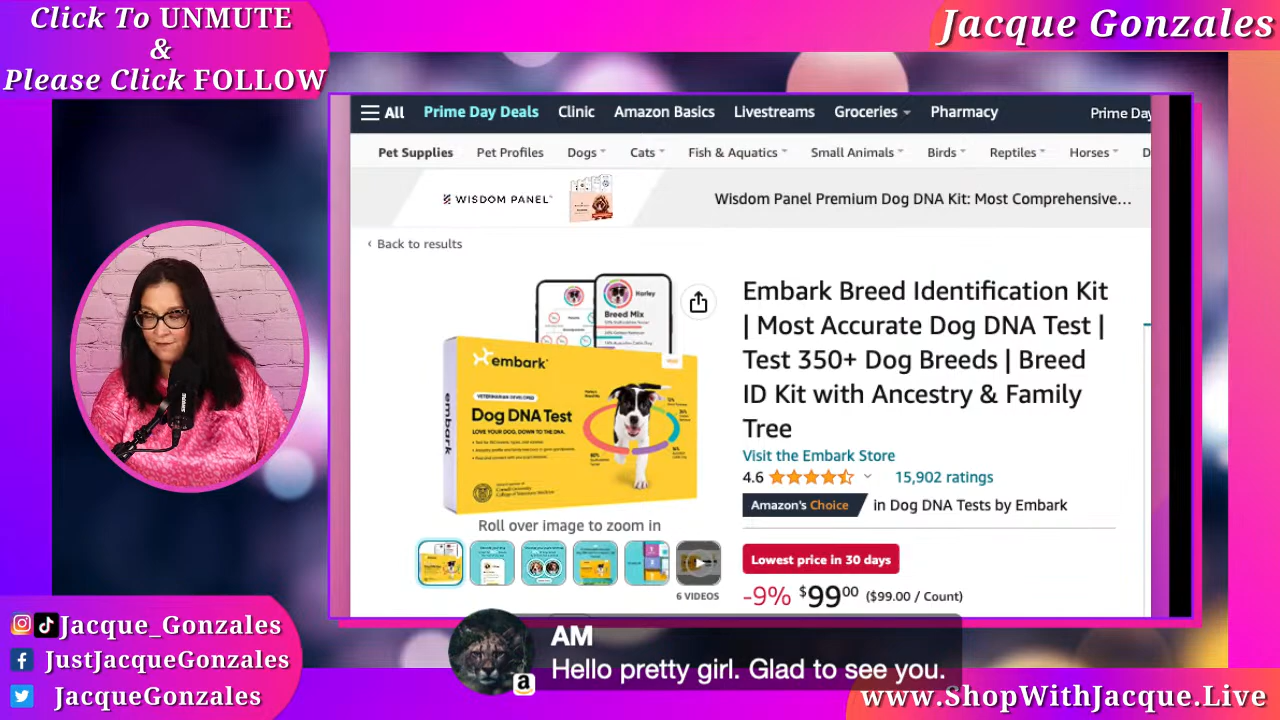 Click To UNMUTE
&
Please Click FOLLOW
Jacque Gonzales
All Prime Day Deals Clinic Amazon Basics Livestreams Groceries Pharmacy Prime Day
Pet Supplies Pet Profiles Dogs Cats Fish & Aquatics Small Animals Birds Reptiles Horses D
WISDOM PANEL Wisdom Panel Premium Dog DNA Kit: Most Comprehensive...
‹ Back to results
Harley
Breed Mix
embark
embark
VETERINARIAN DEVELOPED
Dog DNA Test
LOVE YOUR DOG, DOWN TO THE DNA.
Roll over image to zoom in
6 VIDEOS
Embark Breed Identification Kit
| Most Accurate Dog DNA Test |
Test 350+ Dog Breeds | Breed
ID Kit with Ancestry & Family
Tree
Visit the Embark Store
4.6 15,902 ratings
Amazon's Choice in Dog DNA Tests by Embark
Lowest price in 30 days
-9% $99 00 ($99.00 / Count)
AM
Hello pretty girl. Glad to see you.
a
Jacque_Gonzales
JustJacqueGonzales
JacqueGonzales
www.ShopWithJacque.Live